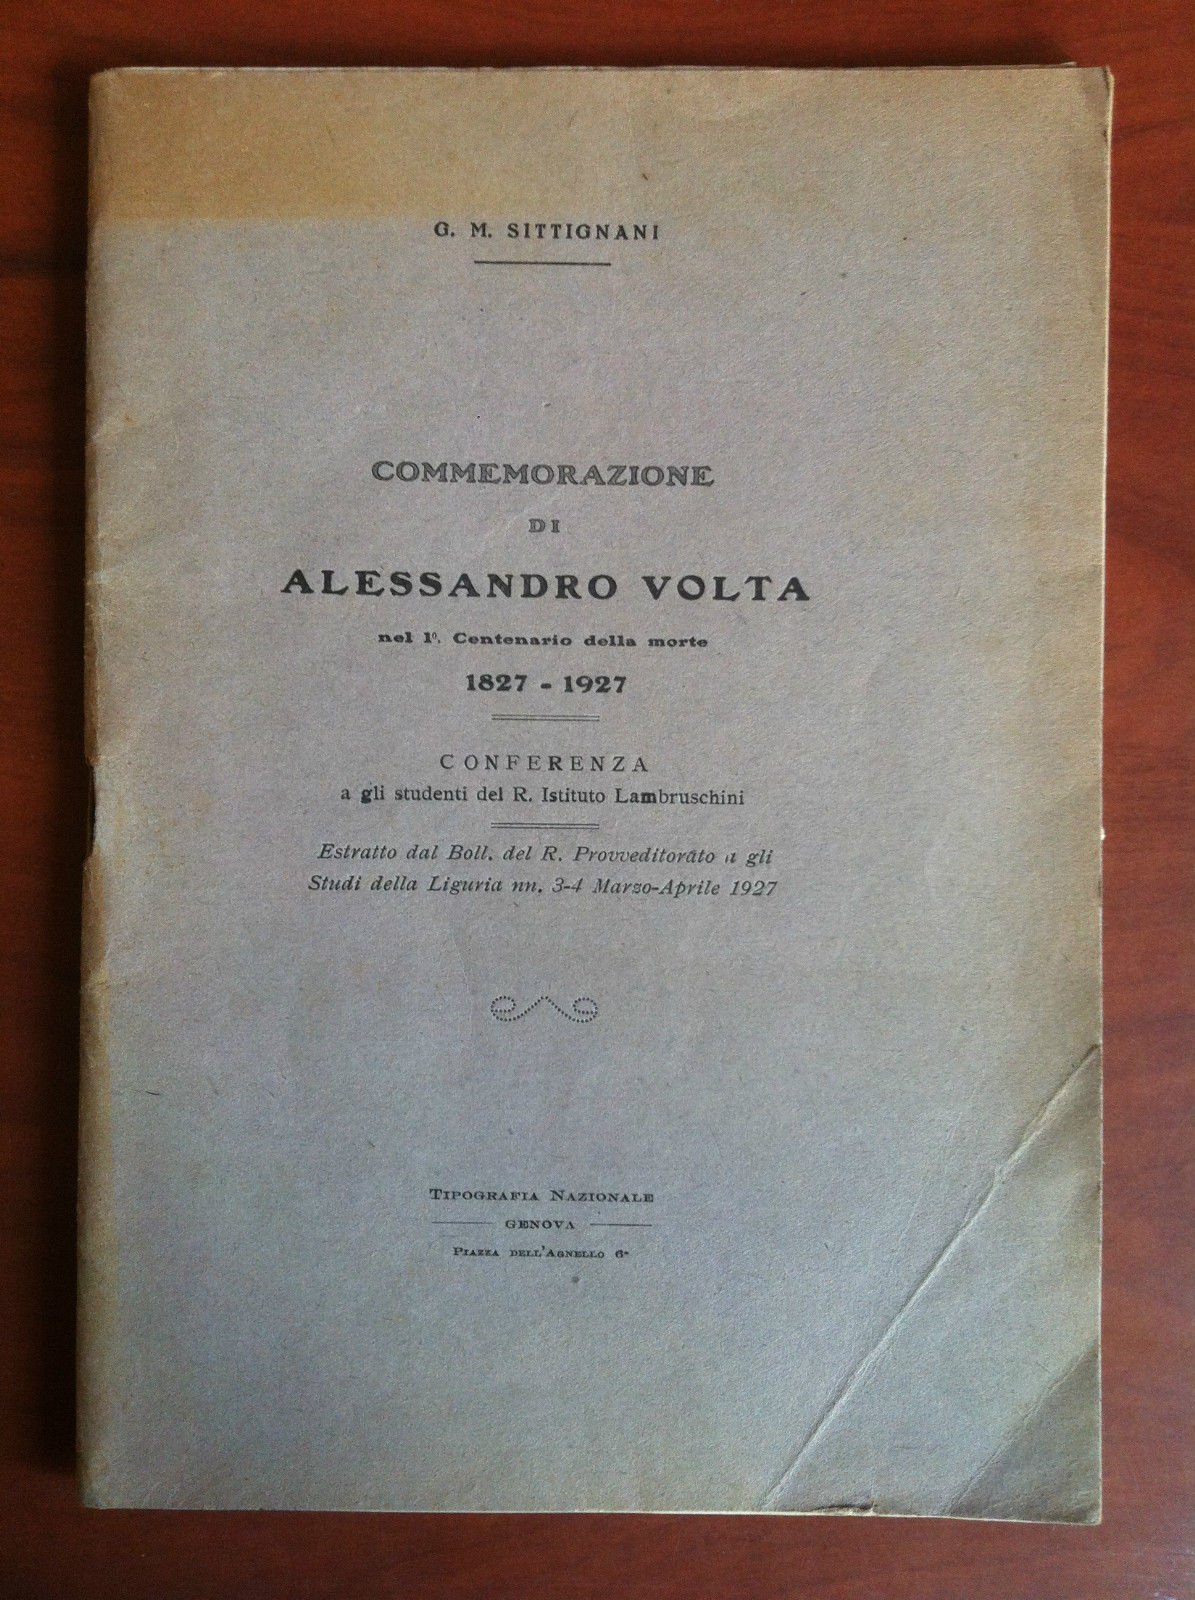 G. M. SITTIGNANI
COMMEMORAZIONE
DI
ALESSANDRO VOLTA
nel 1º. Centenario della morte
1827 - 1927
CONFERENZA
a gli studenti del R. Istituto Lambruschini
Estratto dal Boll. del R. Provveditorato a gli
Studi della Liguria nn. 3-4 Marzo-Aprile 1927
TIPOGRAFIA NAZIONALE
GENOVA
PIAZZA DELL'AGNELLO 6